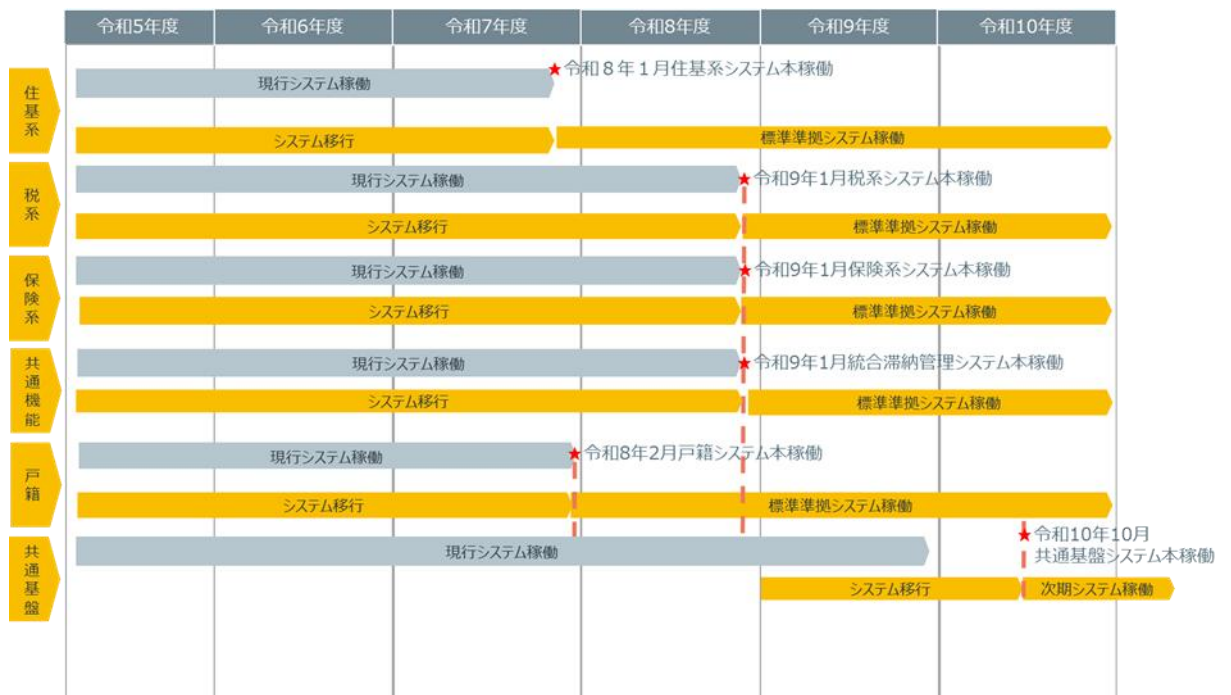 令和5年度
令和6年度
令和7年度
令和8年度
令和9年度
令和10年度
住基系
現行システム稼働
★令和８年１月住基系システム本稼働
システム移行
標準準拠システム稼働
税系
現行システム稼働
★令和9年1月税系システム本稼働
システム移行
標準準拠システム稼働
保険系
現行システム稼働
★令和9年1月保険系システム本稼働
システム移行
標準準拠システム稼働
共通機能
現行システム稼働
★令和9年1月統合滞納管理システム本稼働
システム移行
標準準拠システム稼働
戸籍
現行システム稼働
★令和8年2月戸籍システム本稼働
システム移行
標準準拠システム稼働
共通基盤
現行システム稼働
★令和10年10月
共通基盤システム本稼働
システム移行
次期システム稼働